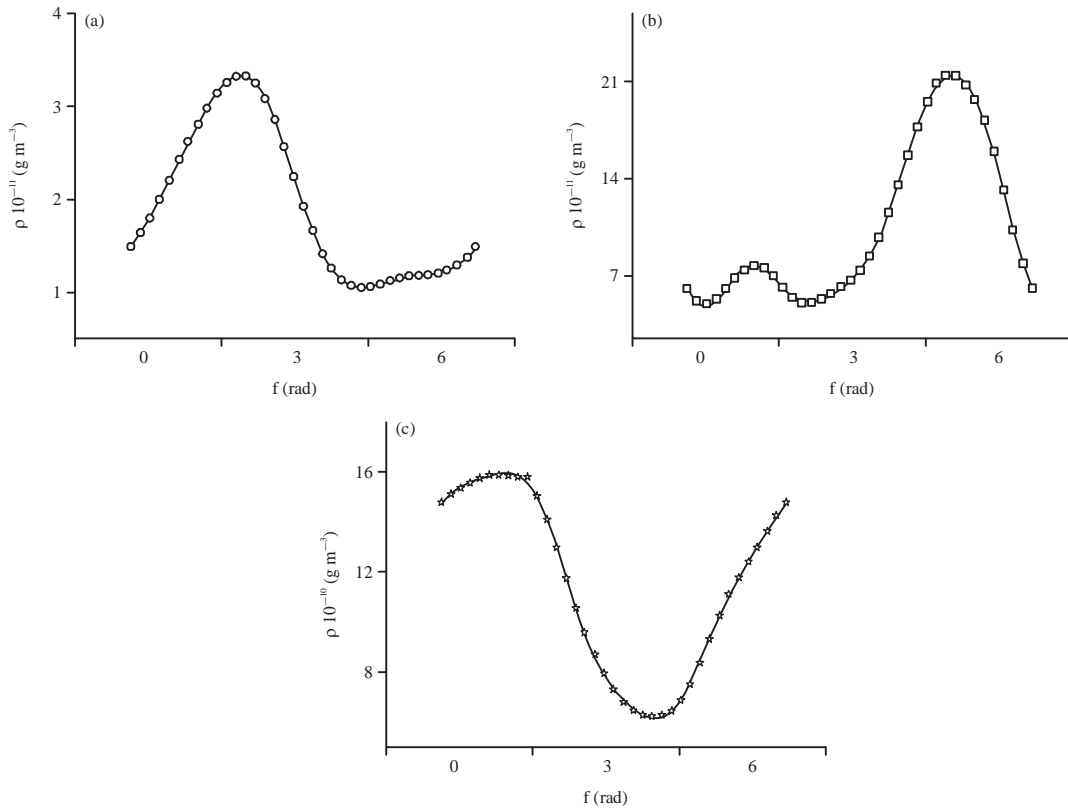 (a)
4
3
2
1
ρ 10⁻¹¹ (g m⁻³)
0 3 6
f (rad)
(b)
21
14
7
ρ 10⁻¹¹ (g m⁻³)
0 3 6
f (rad)
(c)
16
12
8
ρ 10⁻¹⁰ (g m⁻³)
0 3 6
f (rad)